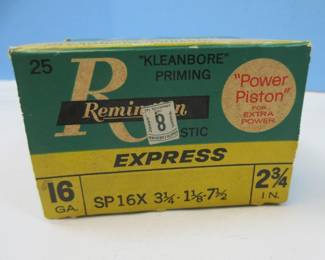 25 "KLEANBORE" PRIMING
R
Remington
"Power Piston"
FOR EXTRA POWER
8
EXPRESS
16 GA.
SP16X 3¼-1⅛-7½
2¾ IN.